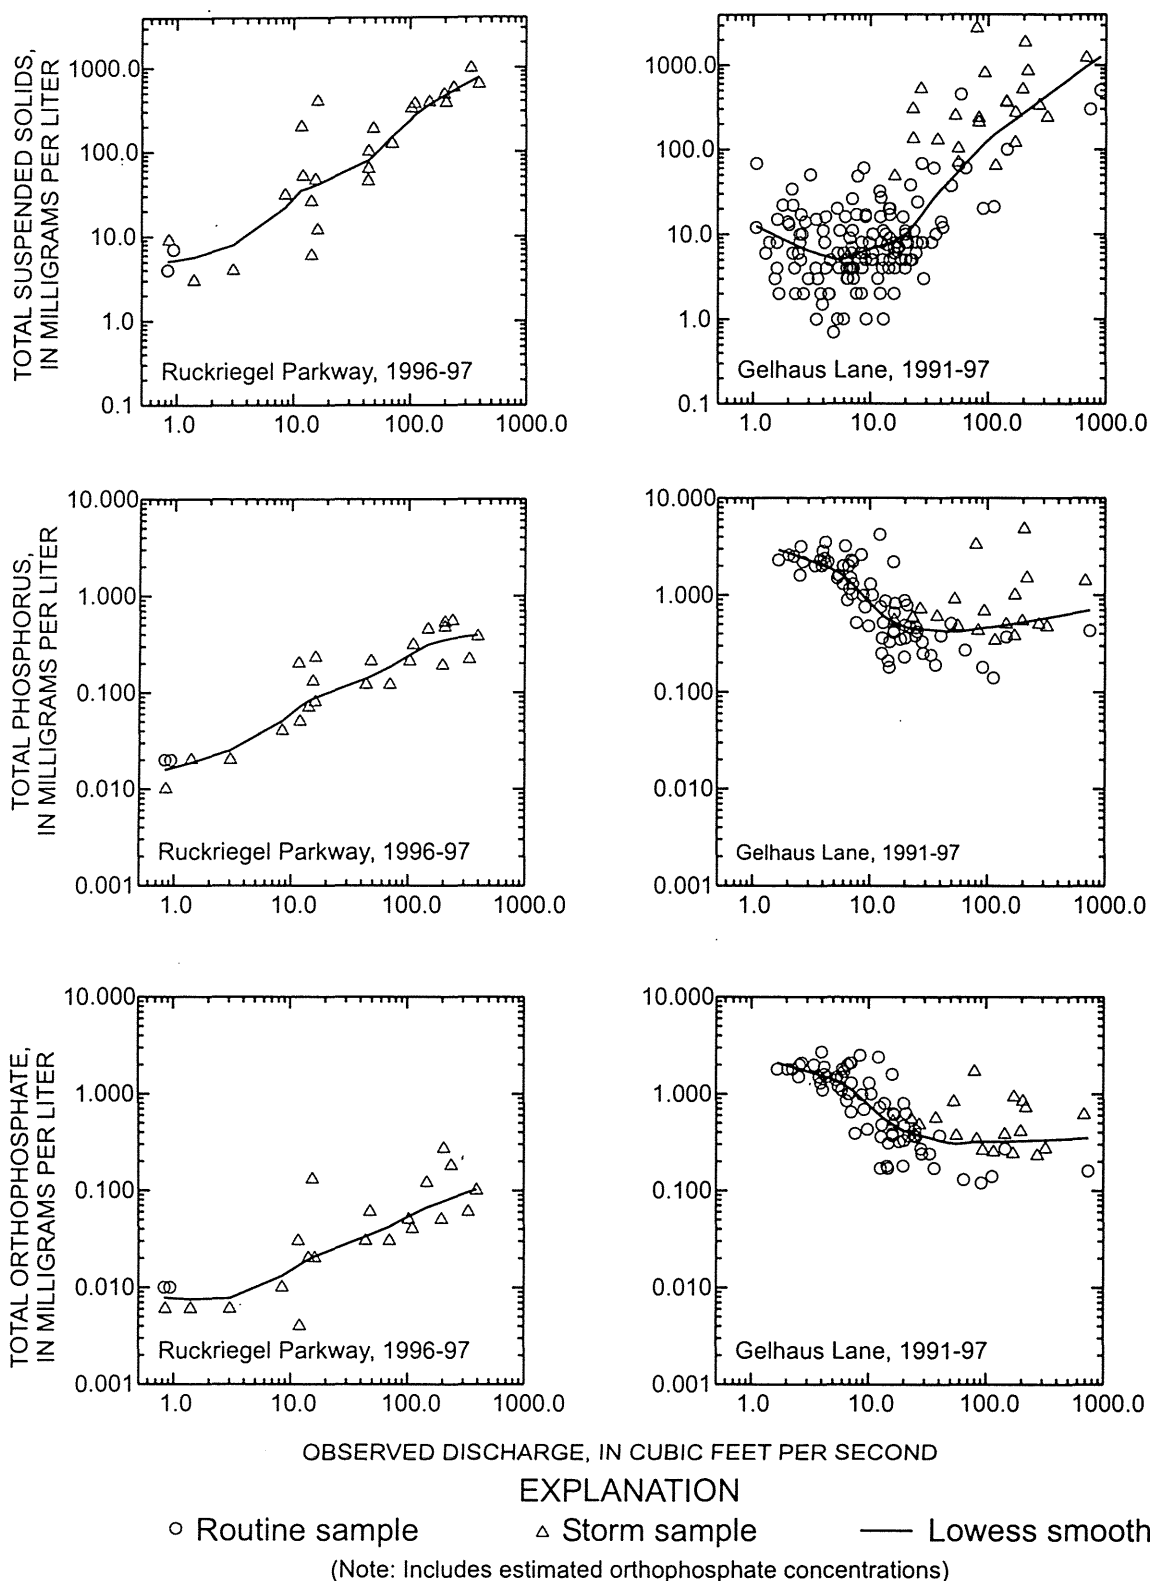 TOTAL SUSPENDED SOLIDS,
IN MILLIGRAMS PER LITER
1000.0
100.0
10.0
1.0
0.1
Ruckriegel Parkway, 1996-97
1.0 10.0 100.0 1000.0
1000.0
100.0
10.0
1.0
0.1
Gelhaus Lane, 1991-97
1.0 10.0 100.0 1000.0
TOTAL PHOSPHORUS,
IN MILLIGRAMS PER LITER
10.000
1.000
0.100
0.010
0.001
Ruckriegel Parkway, 1996-97
1.0 10.0 100.0 1000.0
10.000
1.000
0.100
0.010
0.001
Gelhaus Lane, 1991-97
1.0 10.0 100.0 1000.0
TOTAL ORTHOPHOSPHATE,
IN MILLIGRAMS PER LITER
10.000
1.000
0.100
0.010
0.001
Ruckriegel Parkway, 1996-97
1.0 10.0 100.0 1000.0
10.000
1.000
0.100
0.010
0.001
Gelhaus Lane, 1991-97
1.0 10.0 100.0 1000.0
OBSERVED DISCHARGE, IN CUBIC FEET PER SECOND
EXPLANATION
Routine sample Storm sample Lowess smooth
(Note: Includes estimated orthophosphate concentrations)